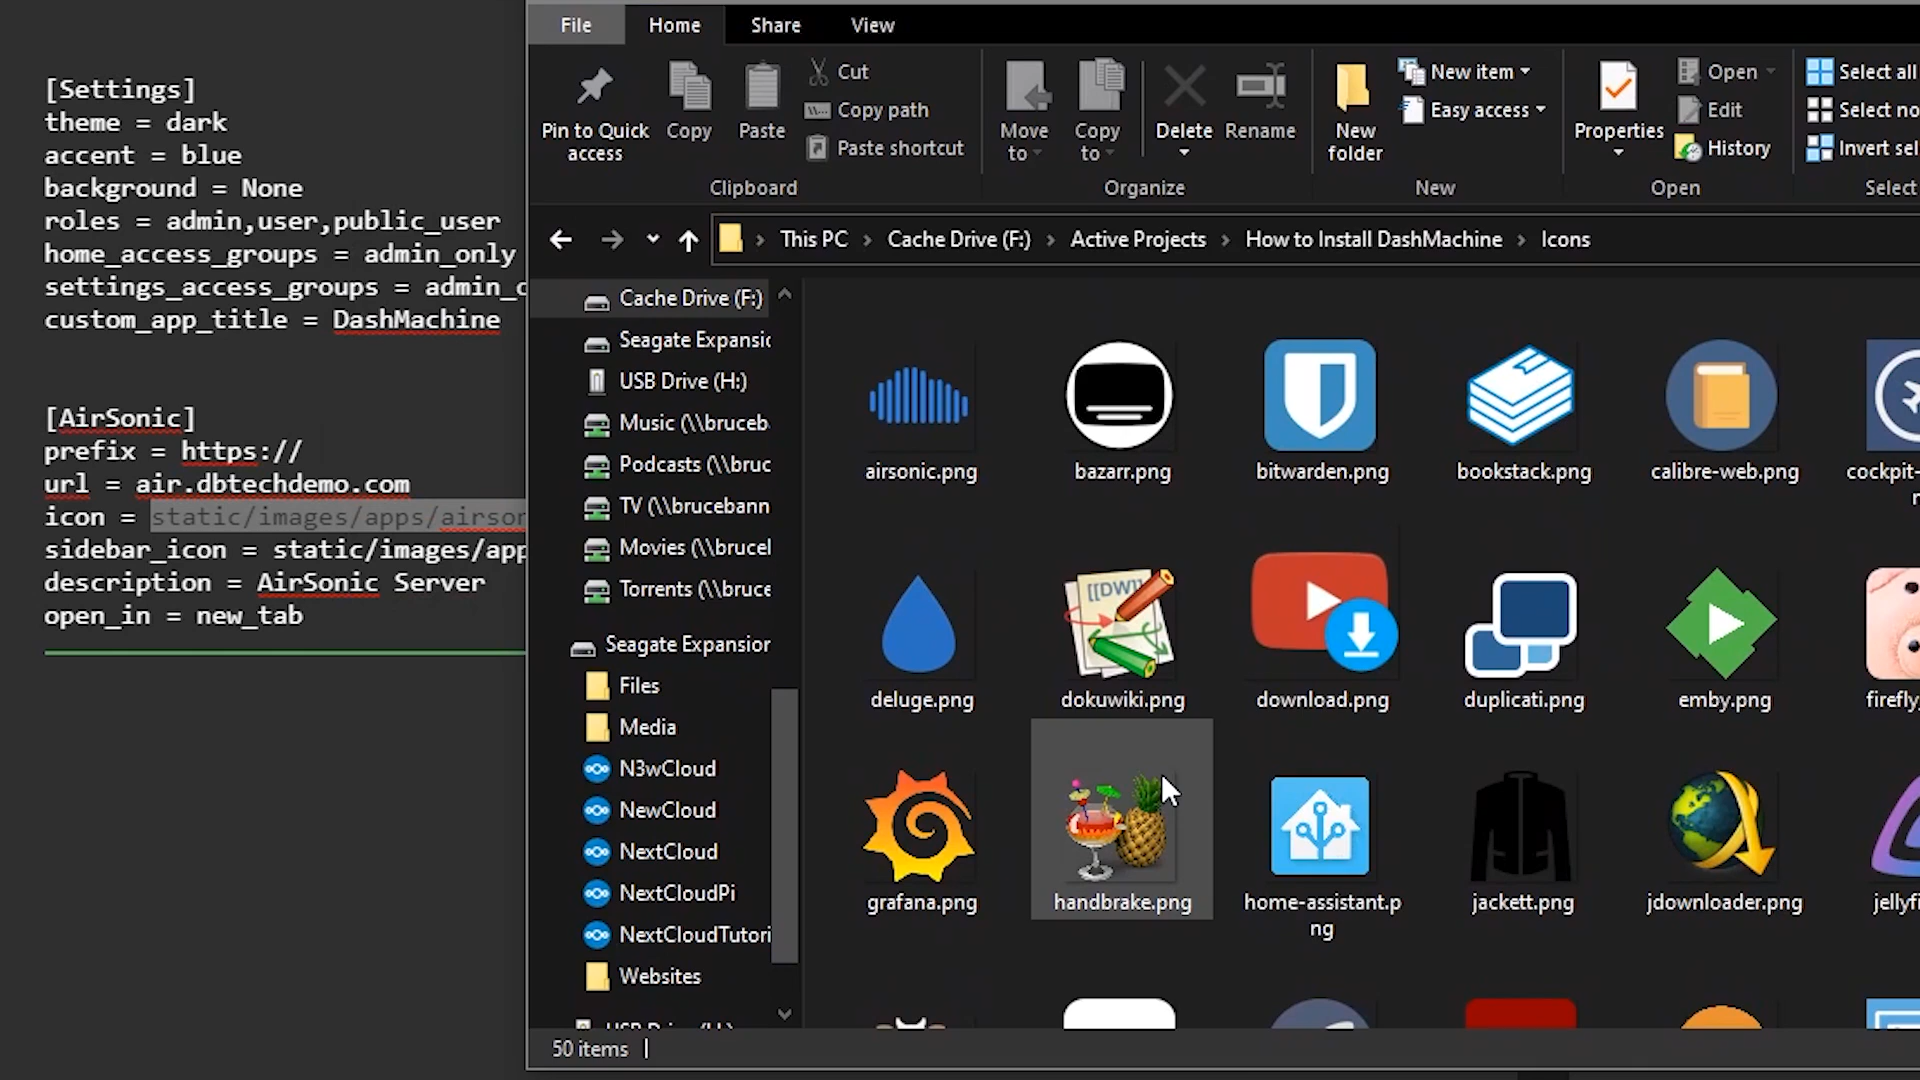 [Settings]
theme = dark
accent = blue
background = None
roles = admin,user,public_user
home_access_groups = admin_only
settings_access_groups =
custom_app_title = DashMachine
[AirSonic]
prefix = https://
url = air.dbtechdemo.com
icon = static/images/apps/airson
sidebar_icon = static/images/app
description = AirSonic Server
open_in = new_tab
File Home Share View
Pin to Quick access
Copy
Paste
Cut
Copy path
Paste shortcut
Clipboard
Move to
Copy to
Delete
Rename
Organize
New folder
New item
Easy access
New
Properties
Open
Edit
History
Open
Select all
Select no
Invert sel
Select
This PC > Cache Drive (F:) > Active Projects > How to Install DashMachine > Icons
Cache Drive (F:)
Seagate Expansic
USB Drive (H:)
Music (\\bruceb
Podcasts (\\bruc
TV (\\brucebann
Movies (\\brucel
Torrents (\\bruce
Seagate Expansion
Files
Media
N3wCloud
NewCloud
NextCloud
NextCloudPi
NextCloudTutori
Websites
airsonic.png
bazarr.png
bitwarden.png
bookstack.png
calibre-web.png
cockpit-
[[DW]]
deluge.png
dokuwiki.png
download.png
duplicati.png
emby.png
firefly
grafana.png
handbrake.png
home-assistant.p
ng
jackett.png
jdownloader.png
jellyfi
50 items